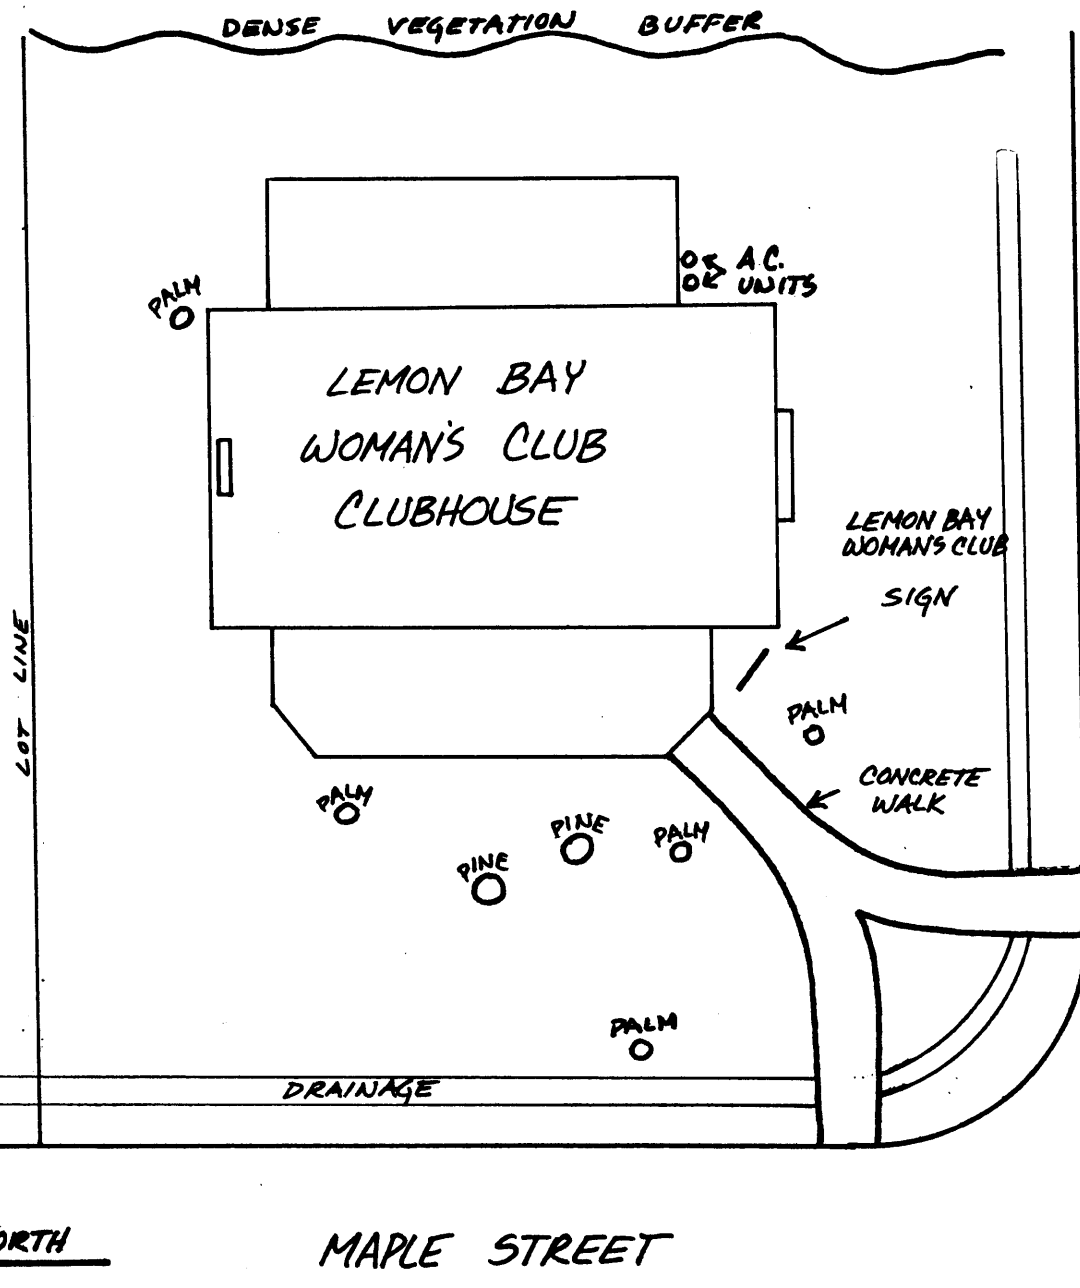 DENSE VEGETATION BUFFER
A.C.
UNITS
PALM
LEMON BAY
WOMAN'S CLUB
CLUBHOUSE
LEMON BAY
WOMAN'S CLUB
SIGN
LOT LINE
PALM
CONCRETE
WALK
PALM
PINE
PALM
PINE
PALM
DRAINAGE
ORTH
MAPLE STREET